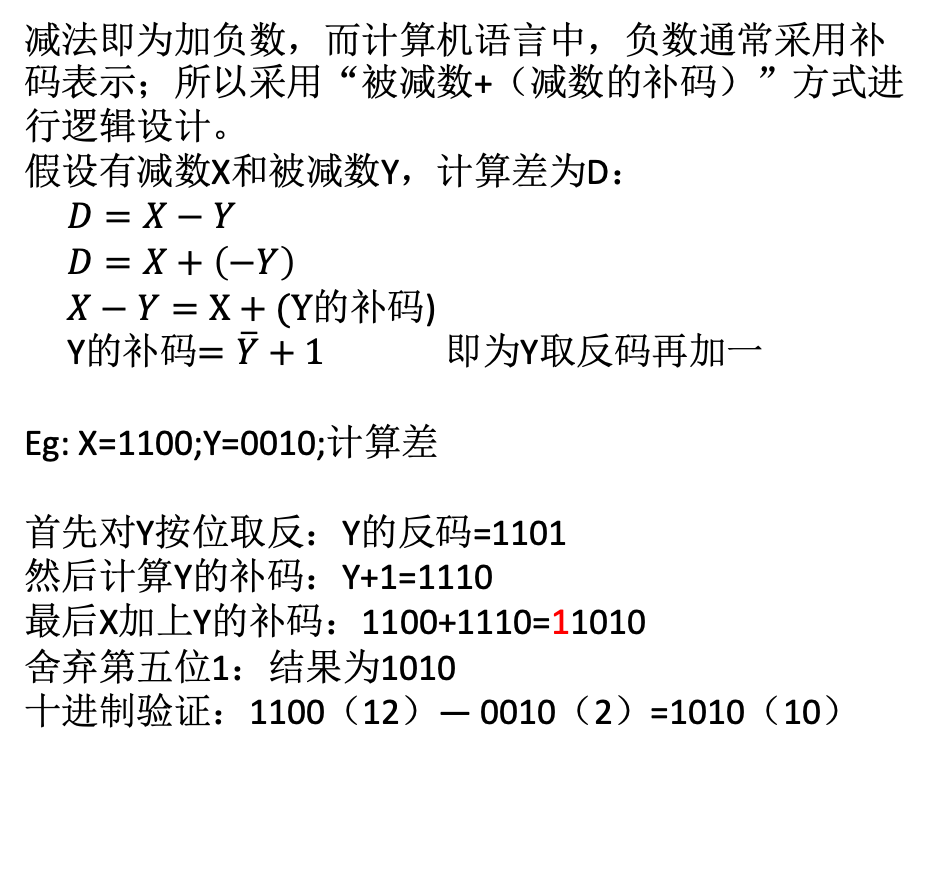 减法即为加负数，而计算机语言中，负数通常采用补
码表示；所以采用“被减数+（减数的补码）”方式进
行逻辑设计。
假设有减数X和被减数Y，计算差为D：
D = X − Y
D = X + (−Y)
X − Y = X + (Y的补码)
Y的补码= Ȳ + 1 即为Y取反码再加一
Eg: X=1100;Y=0010;计算差
首先对Y按位取反：Y的反码=1101
然后计算Y的补码：Y+1=1110
最后X加上Y的补码：1100+1110=11010
舍弃第五位1：结果为1010
十进制验证：1100（12）— 0010（2）=1010（10）